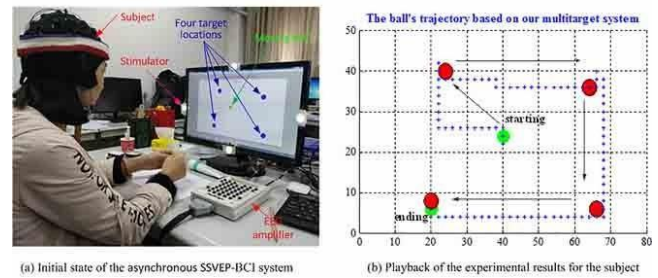 Subject
Four target
locations
Stimulator
EEG
amplifier
(a) Initial state of the asynchronous SSVEP-BCI system
The ball's trajectory based on our multitarget system
50
40
30
20
10
0
starting
ending
0 10 20 30 40 50 60 70 80
(b) Playback of the experimental results for the subject